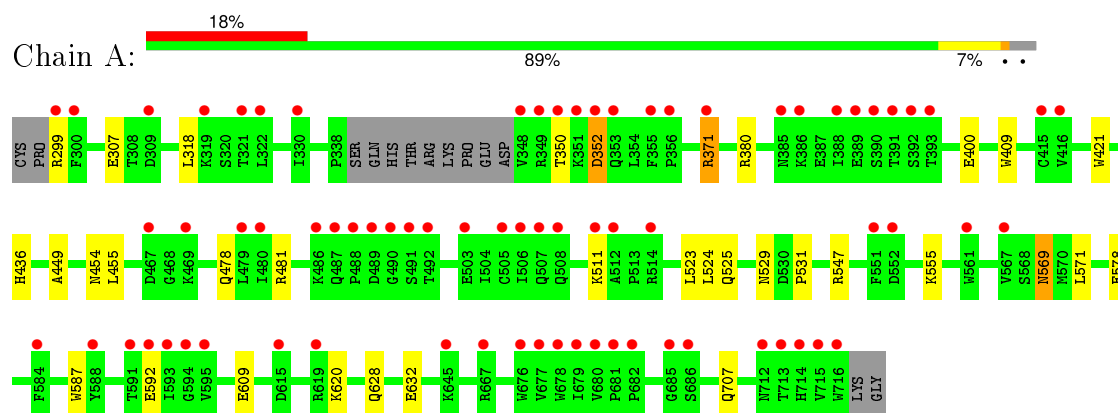 18%
Chain A:
89% 7% • •
CYS PRO R299 F300 E307 T308 D309 L318 K319 S320 T321 L322 I330 P338 SER GLN HIS THR ARG LYS PRO GLU ASP V348 R349 T350 K351 D352 Q353 L354 F355 P356 R371 R380 N385 K386 E387 I388 E389 S390 T391 S392 T393 E400 W409 C415 V416 W421
H436 A449 N454 L455 D467 G468 K469 Q478 L479 I480 R481 K486 Q487 P488 D489 G490 S491 T492 E503 I504 C505 I506 Q507 Q508 K511 A512 P513 R514 L523 L524 Q525 N529 D530 P531 R547 F551 D552 K555 W561 V567 S568 N569 M570 L571
F584 W587 Y588 T591 E592 I593 G594 V595 E609 D615 R619 K620 Q628 E632 K645 R667 W676 V677 W678 I679 V680 P681 P682 G685 S686 Q707 N712 T713 H714 V715 W716 LYS GLY